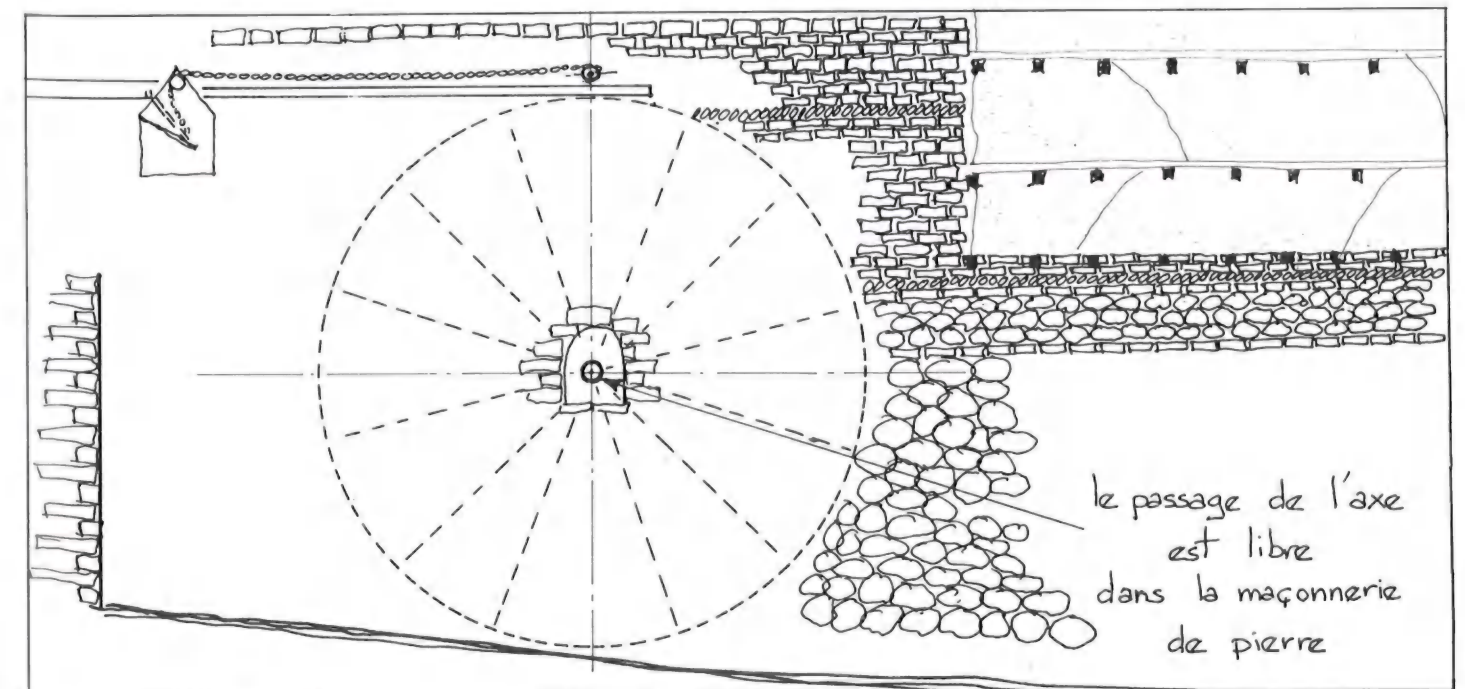 le passage de l'axe
est libre
dans la maçonnerie
de pierre